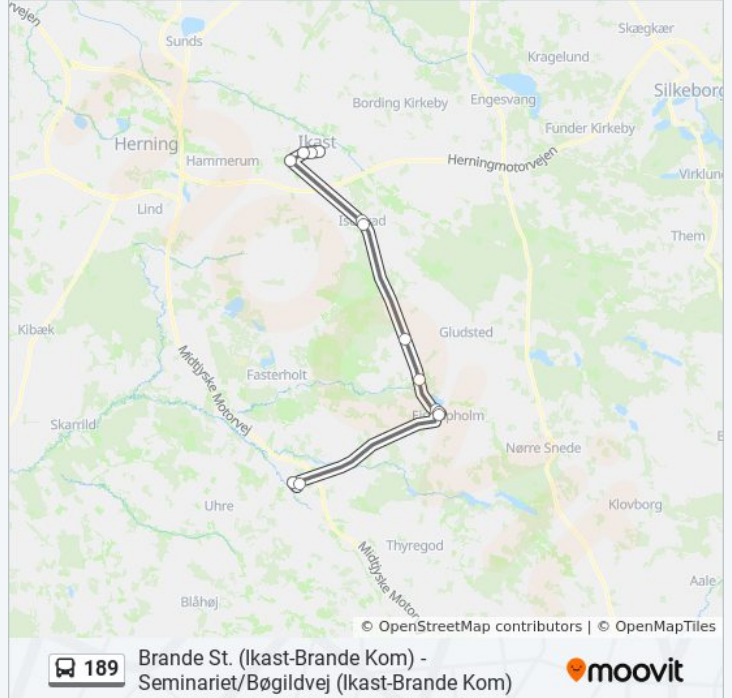 Skægkær
Sunds
Kragelund
Silkeborg
Engesvang
Bording Kirkeby
Funder Kirkeby
Ikast
Herning
Hammerum
Herningmotorvejen
Virklund
Lind
Them
Kibæk
Gludsted
Midtjyske Motorvej
Fasterholt
Skarrild
Nørre Snede
Uhre
Klovborg
Thyregod
Midtjyske Motor
Aale
Blåhøj
© OpenStreetMap contributors | © OpenMapTiles
189
Brande St. (Ikast-Brande Kom) -
Seminariet/Bøgildvej (Ikast-Brande Kom)
moovit